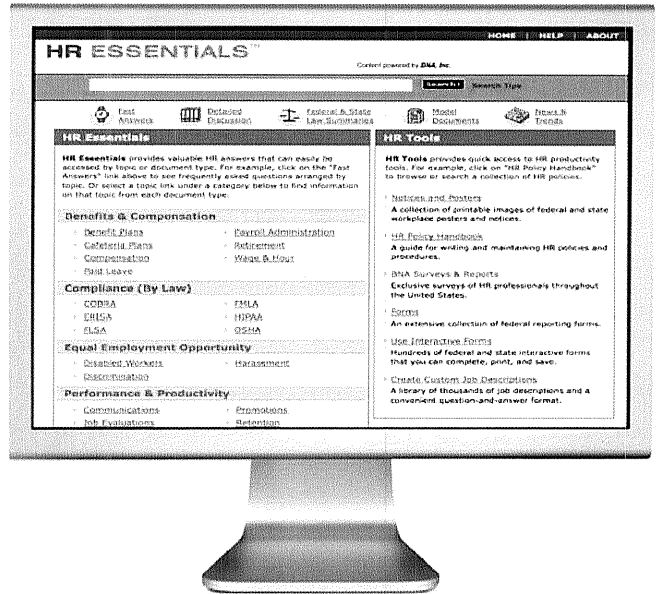 HOME | HELP | ABOUT
HR ESSENTIALS™
Content powered by BNA, Inc.
Search! Search Tips
Fast Answers
Detailed Discussion
Federal & State Law Summaries
Model Documents
News & Trends
HR Essentials
HR Essentials provides valuable HR answers that can easily be
accessed by topic or document type. For example, click on the "Fast
Answers" link above to see frequently asked questions arranged by
topic. Or select a topic link under a category below to find information
on that topic from each document type.
Benefits & Compensation
Benefit Plans
Payroll Administration
Cafeteria Plans
Retirement
Compensation
Wage & Hour
Paid Leave
Compliance (By Law)
COBRA
FMLA
ERISA
HIPAA
FLSA
OSHA
Equal Employment Opportunity
Disabled Workers
Harassment
Discrimination
Performance & Productivity
Communications
Promotions
Job Evaluations
Retention
HR Tools
HR Tools provides quick access to HR productivity
tools. For example, click on "HR Policy Handbook"
to browse or search a collection of HR policies.
Notices and Posters
A collection of printable images of federal and state
workplace posters and notices.
HR Policy Handbook
A guide for writing and maintaining HR policies and
procedures.
BNA Surveys & Reports
Exclusive surveys of HR professionals throughout
the United States.
Forms
An extensive collection of federal reporting forms.
Use Interactive Forms
Hundreds of federal and state interactive forms
that you can complete, print, and save.
Create Custom Job Descriptions
A library of thousands of job descriptions and a
convenient question-and-answer format.